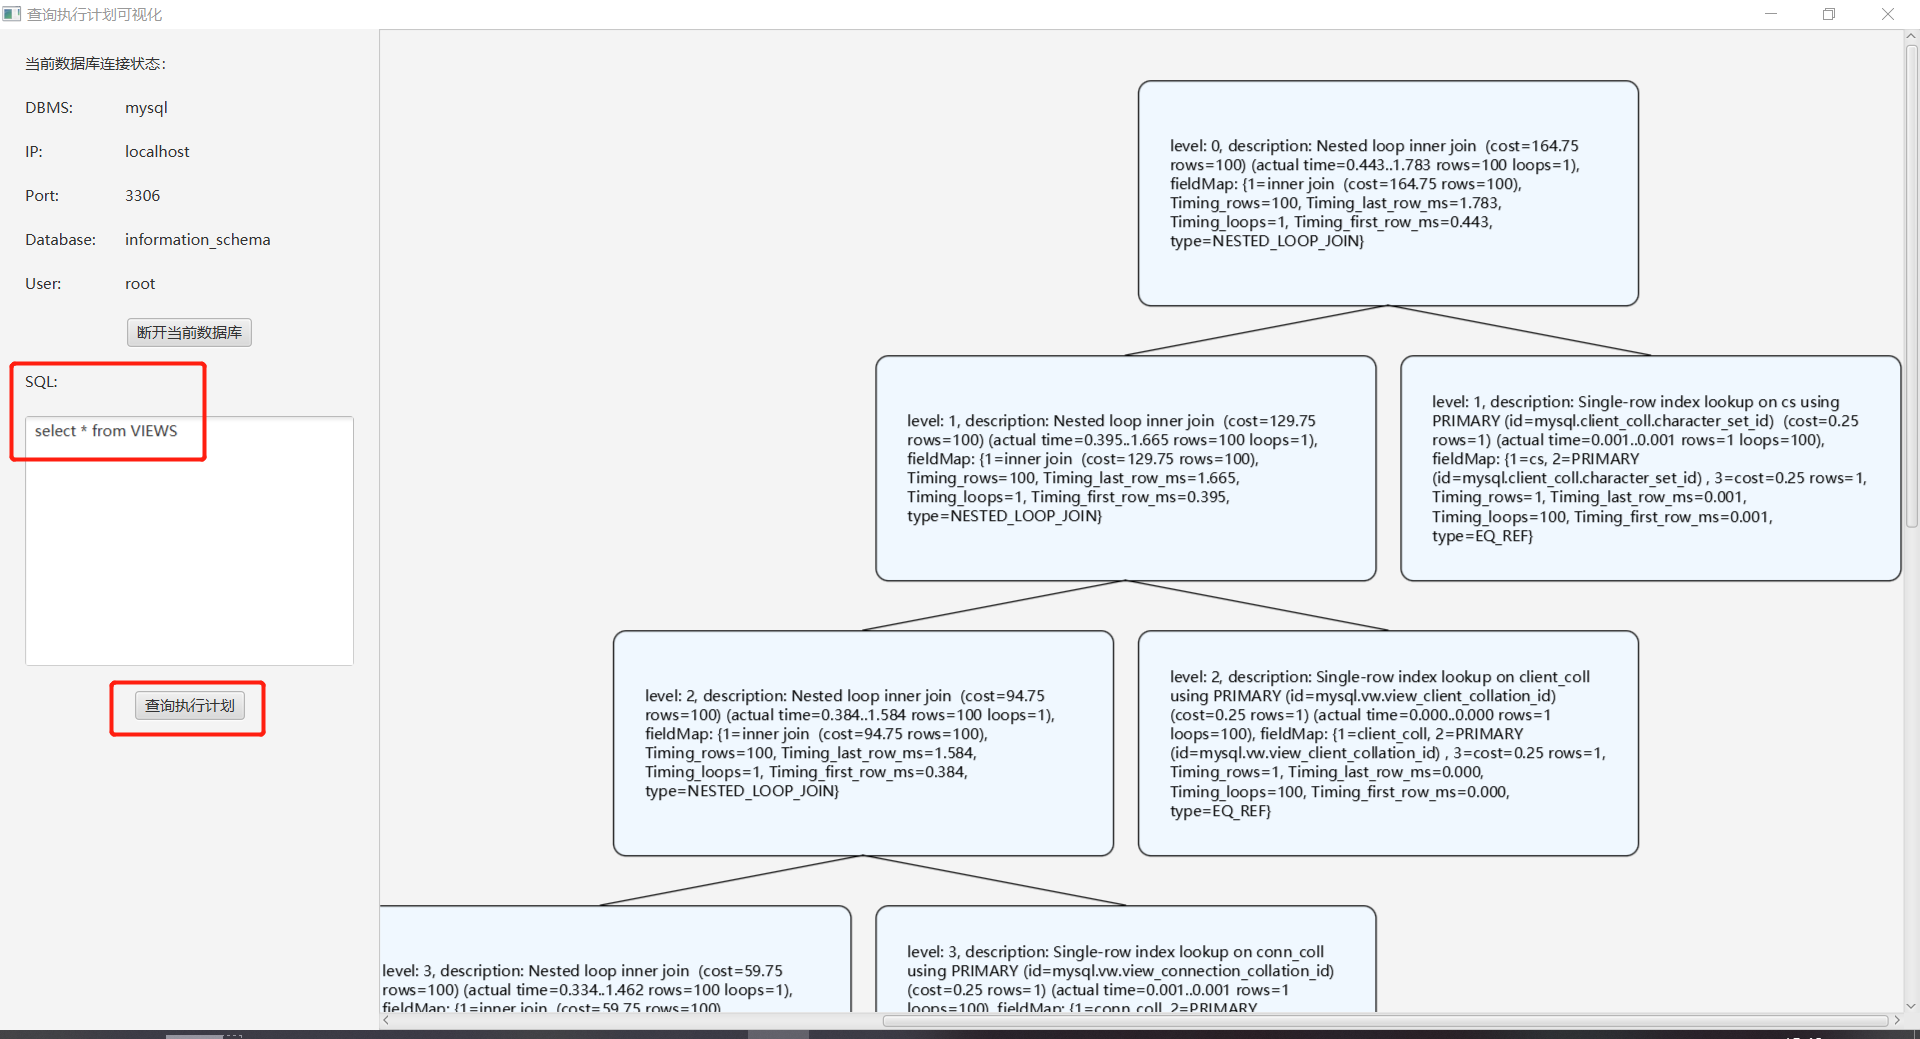 查询执行计划可视化
当前数据库连接状态:
DBMS: mysql
IP: localhost
Port: 3306
Database: information_schema
User: root
断开当前数据库
SQL:
select * from VIEWS
查询执行计划
level: 0, description: Nested loop inner join  (cost=164.75
rows=100) (actual time=0.443..1.783 rows=100 loops=1),
fieldMap: {1=inner join  (cost=164.75 rows=100),
Timing_rows=100, Timing_last_row_ms=1.783,
Timing_loops=1, Timing_first_row_ms=0.443,
type=NESTED_LOOP_JOIN}
level: 1, description: Nested loop inner join  (cost=129.75
rows=100) (actual time=0.395..1.665 rows=100 loops=1),
fieldMap: {1=inner join  (cost=129.75 rows=100),
Timing_rows=100, Timing_last_row_ms=1.665,
Timing_loops=1, Timing_first_row_ms=0.395,
type=NESTED_LOOP_JOIN}
level: 1, description: Single-row index lookup on cs using
PRIMARY (id=mysql.client_coll.character_set_id)  (cost=0.25
rows=1) (actual time=0.001..0.001 rows=1 loops=100),
fieldMap: {1=cs, 2=PRIMARY
(id=mysql.client_coll.character_set_id) , 3=cost=0.25 rows=1,
Timing_rows=1, Timing_last_row_ms=0.001,
Timing_loops=100, Timing_first_row_ms=0.001,
type=EQ_REF}
level: 2, description: Nested loop inner join  (cost=94.75
rows=100) (actual time=0.384..1.584 rows=100 loops=1),
fieldMap: {1=inner join  (cost=94.75 rows=100),
Timing_rows=100, Timing_last_row_ms=1.584,
Timing_loops=1, Timing_first_row_ms=0.384,
type=NESTED_LOOP_JOIN}
level: 2, description: Single-row index lookup on client_coll
using PRIMARY (id=mysql.vw.view_client_collation_id)
(cost=0.25 rows=1) (actual time=0.000..0.000 rows=1
loops=100), fieldMap: {1=client_coll, 2=PRIMARY
(id=mysql.vw.view_client_collation_id) , 3=cost=0.25 rows=1,
Timing_rows=1, Timing_last_row_ms=0.000,
Timing_loops=100, Timing_first_row_ms=0.000,
type=EQ_REF}
level: 3, description: Nested loop inner join  (cost=59.75
rows=100) (actual time=0.334..1.462 rows=100 loops=1),
fieldMap: {1=inner join  (cost=59.75 rows=100),
level: 3, description: Single-row index lookup on conn_coll
using PRIMARY (id=mysql.vw.view_connection_collation_id)
(cost=0.25 rows=1) (actual time=0.001..0.001 rows=1
loops=100), fieldMap: {1=conn_coll, 2=PRIMARY